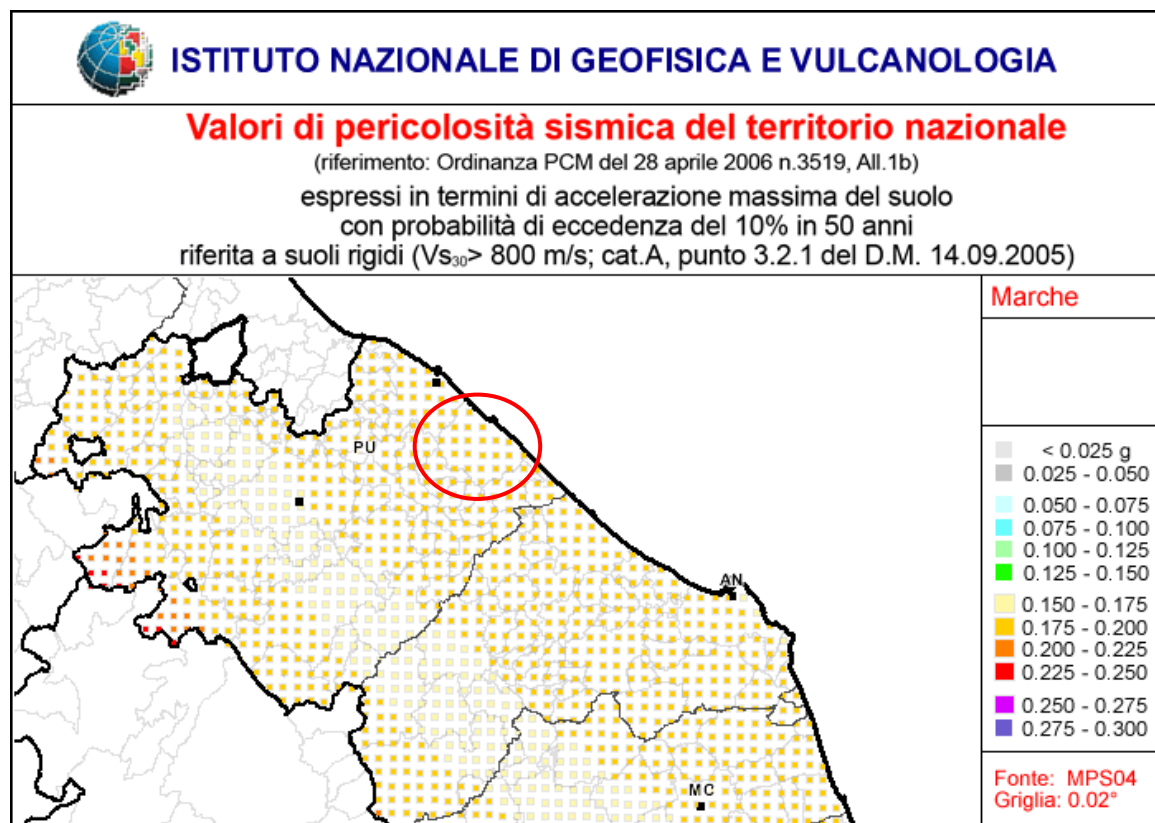 ISTITUTO NAZIONALE DI GEOFISICA E VULCANOLOGIA
Valori di pericolosità sismica del territorio nazionale
(riferimento: Ordinanza PCM del 28 aprile 2006 n.3519, All.1b)
espressi in termini di accelerazione massima del suolo
con probabilità di eccedenza del 10% in 50 anni
riferita a suoli rigidi (Vs₃₀> 800 m/s; cat.A, punto 3.2.1 del D.M. 14.09.2005)
Marche
PU
AN
MC
< 0.025 g
0.025 - 0.050
0.050 - 0.075
0.075 - 0.100
0.100 - 0.125
0.125 - 0.150
0.150 - 0.175
0.175 - 0.200
0.200 - 0.225
0.225 - 0.250
0.250 - 0.275
0.275 - 0.300
Fonte: MPS04
Griglia: 0.02°